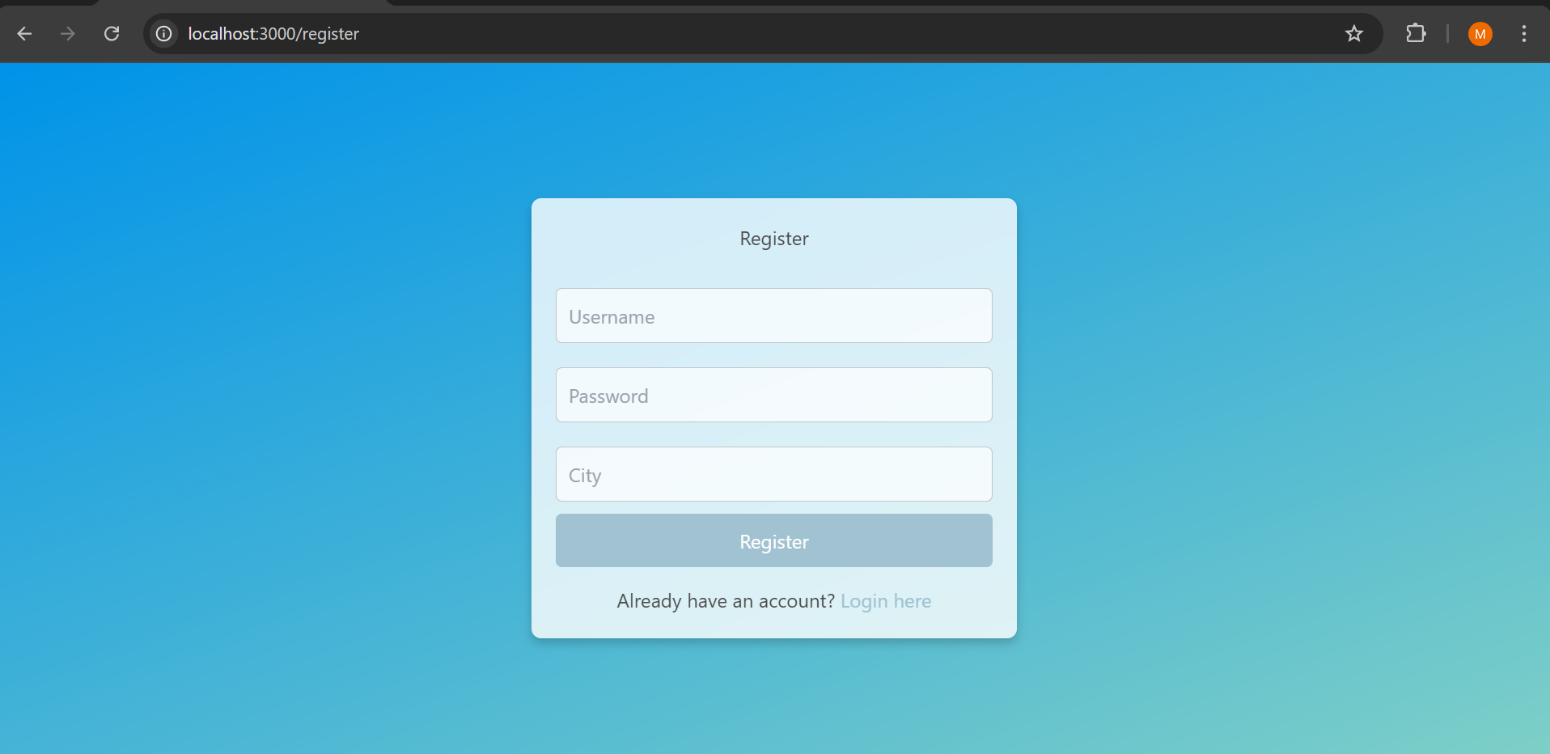 localhost:3000/register
M
Register
Username
Password
City
Register
Already have an account? Login here